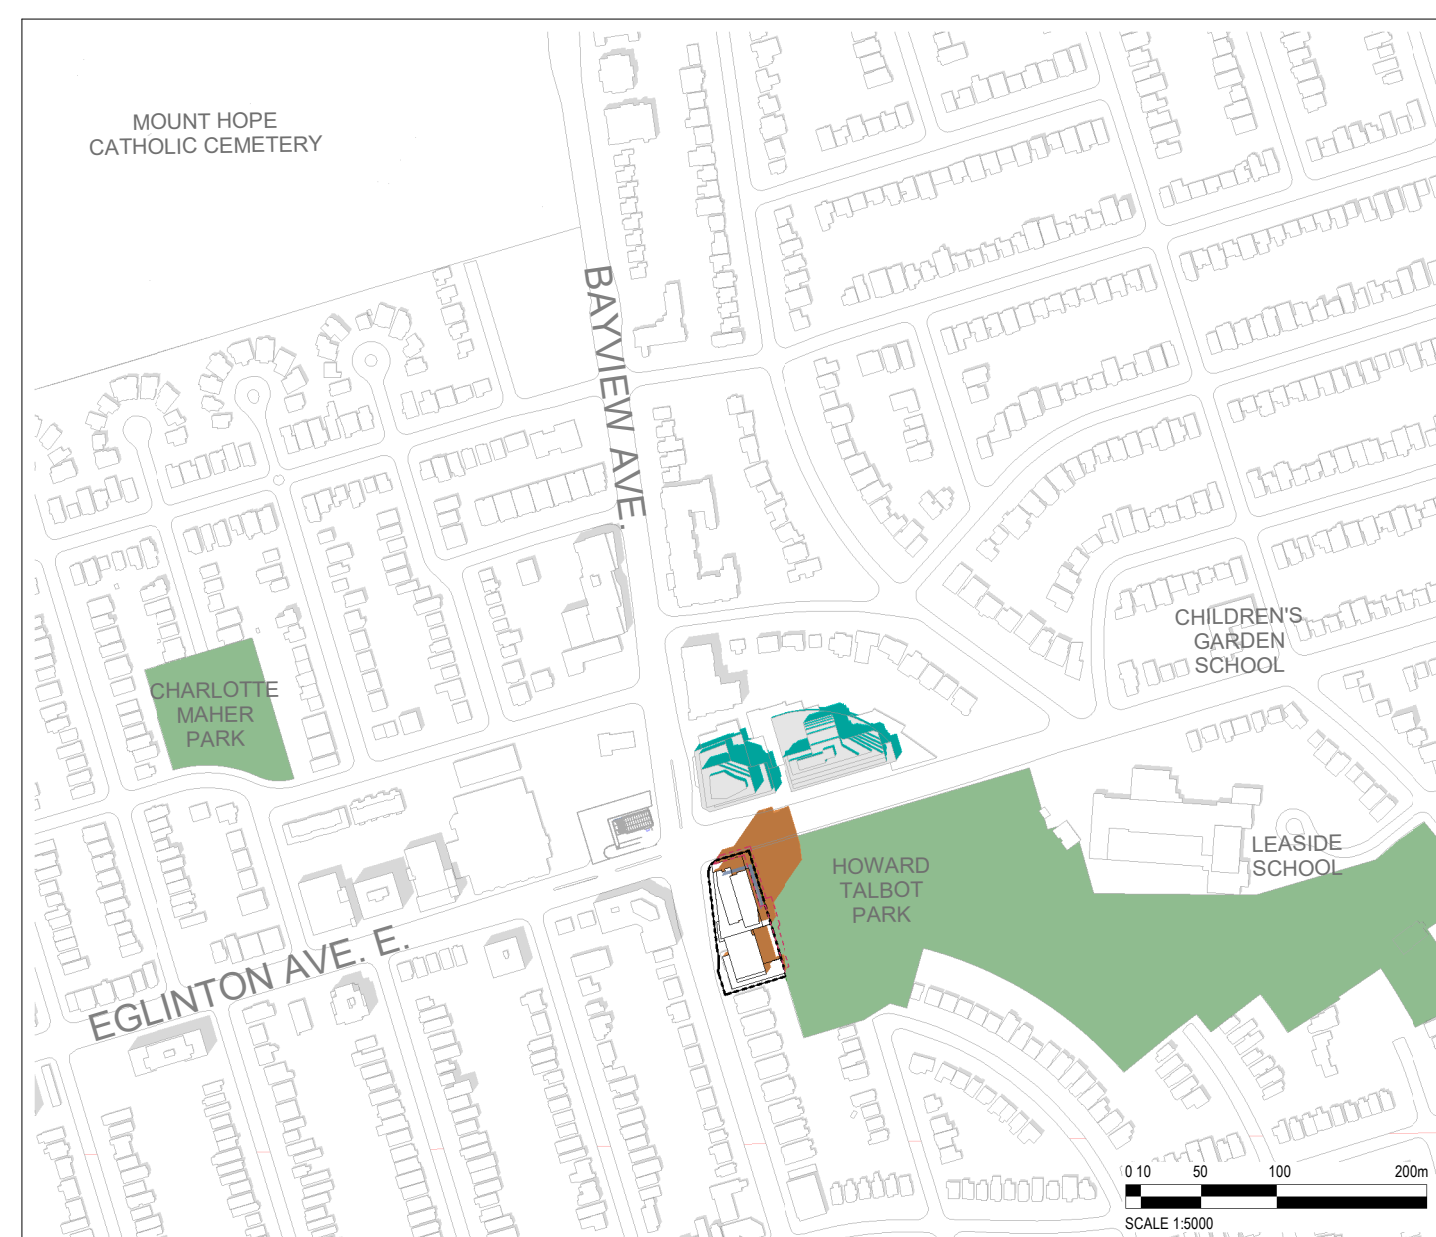 MOUNT HOPE
CATHOLIC CEMETERY
BAYVIEW AVE.
CHILDREN'S
GARDEN
SCHOOL
CHARLOTTE
MAHER
PARK
LEASIDE
SCHOOL
HOWARD
TALBOT
PARK
EGLINTON AVE. E.
0 10 50 100 200m
SCALE 1:5000